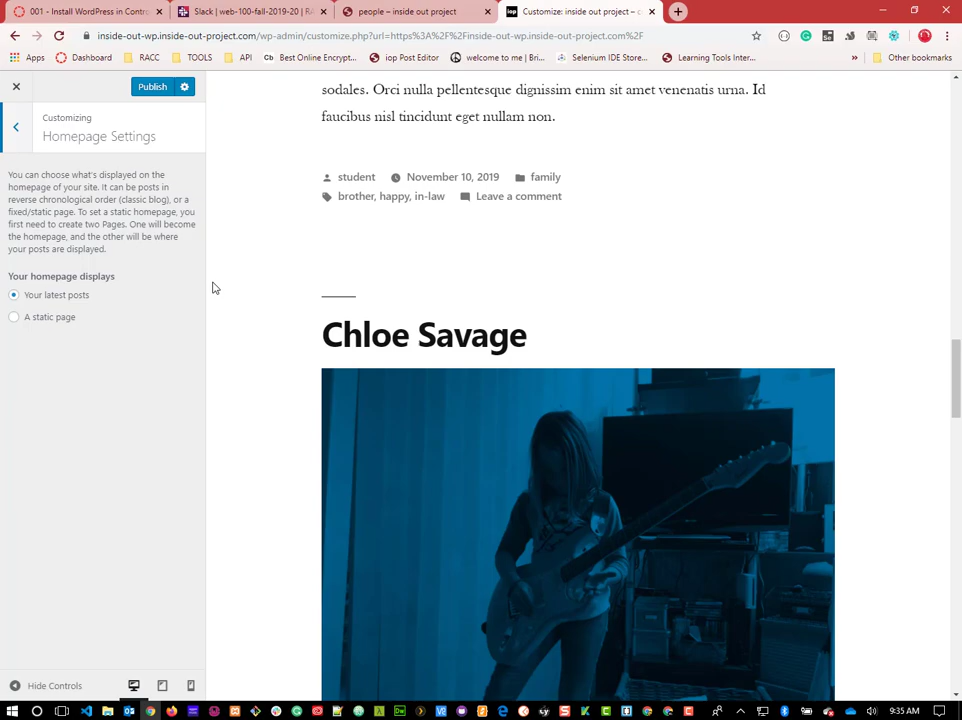 001 - Install WordPress in Contro
Slack | web-100-fall-2019-20 | RA
people – inside out project
iop
Customize: inside out project – c
inside-out-wp.inside-out-project.com/wp-admin/customize.php?url=https%3A%2F%2Finside-out-wp.inside-out-project.com%2F
Apps
Dashboard
RACC
TOOLS
API
Cb
Best Online Encrypt...
iop Post Editor
welcome to me | Bri...
Selenium IDE Store...
Learning Tools Inter...
»
Other bookmarks
Publish
Customizing
Homepage Settings
You can choose what's displayed on the
homepage of your site. It can be posts in
reverse chronological order (classic blog), or a
fixed/static page. To set a static homepage, you
first need to create two Pages. One will become
the homepage, and the other will be where
your posts are displayed.
Your homepage displays
Your latest posts
A static page
Hide Controls
sodales. Orci nulla pellentesque dignissim enim sit amet venenatis urna. Id
faucibus nisl tincidunt eget nullam non.
student November 10, 2019 family
brother, happy, in-law Leave a comment
Chloe Savage
9:35 AM